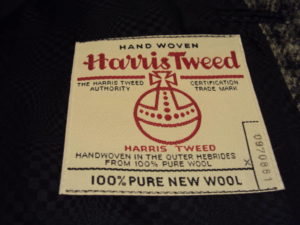 HAND WOVEN
Harris Tweed
THE HARRIS TWEED AUTHORITY
CERTIFICATION TRADE MARK
HARRIS TWEED
HANDWOVEN IN THE OUTER HEBRIDES
FROM 100% PURE WOOL
X
100% PURE NEW WOOL
0970861